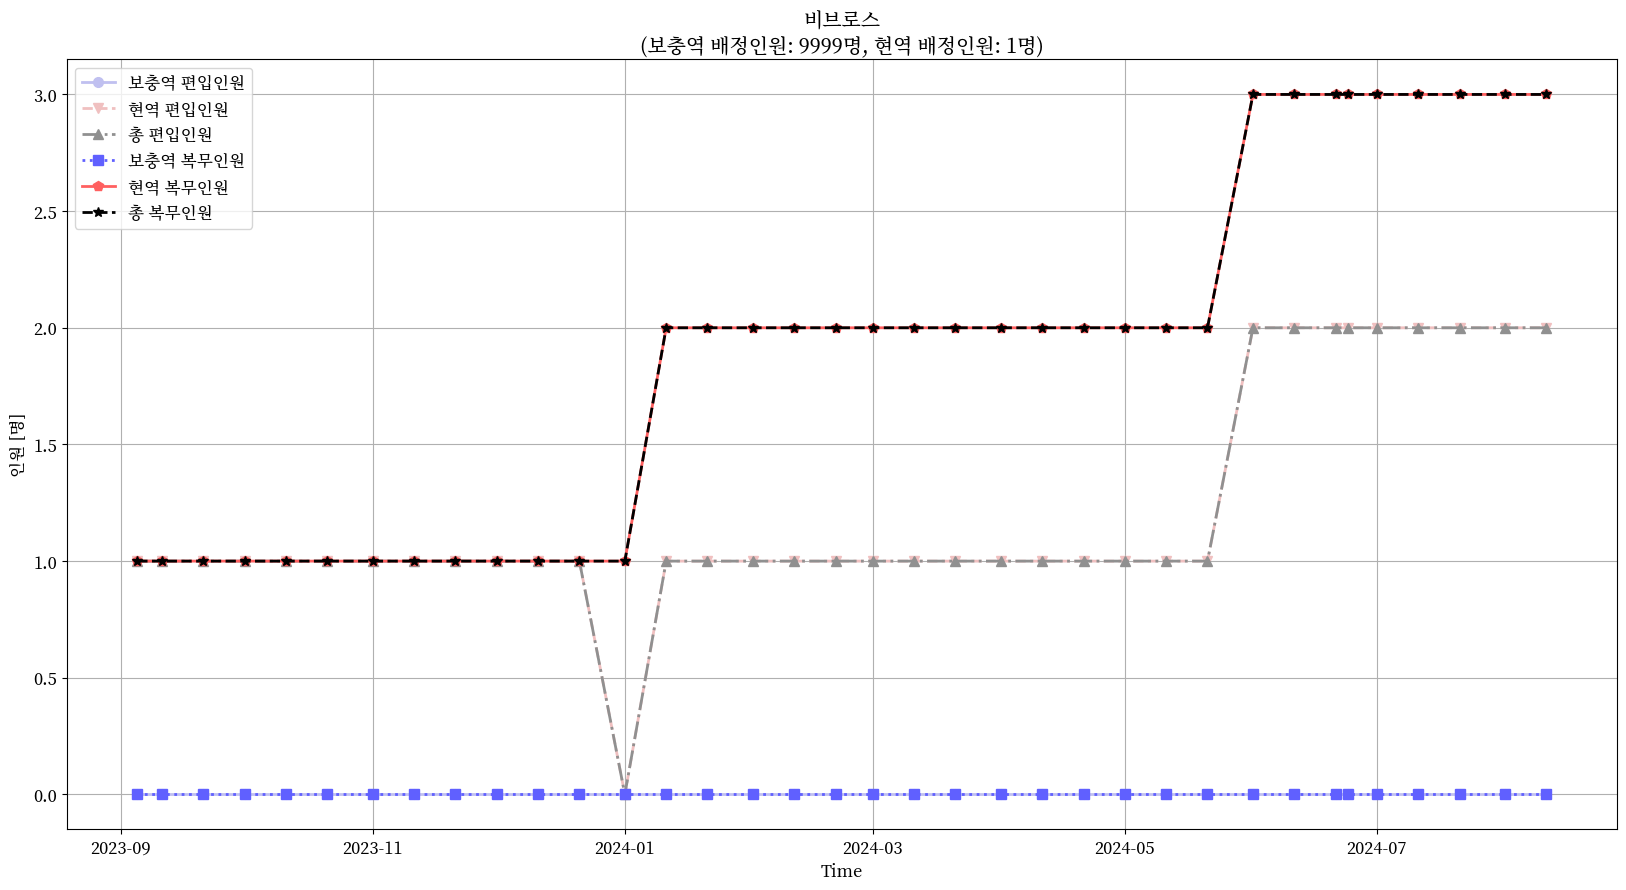 비브로스
(보충역 배정인원: 9999명, 현역 배정인원: 1명)
보충역 편입인원
현역 편입인원
총 편입인원
보충역 복무인원
현역 복무인원
총 복무인원
3.0
2.5
2.0
1.5
1.0
0.5
0.0
인원 [명]
2023-09
2023-11
2024-01
2024-03
2024-05
2024-07
Time